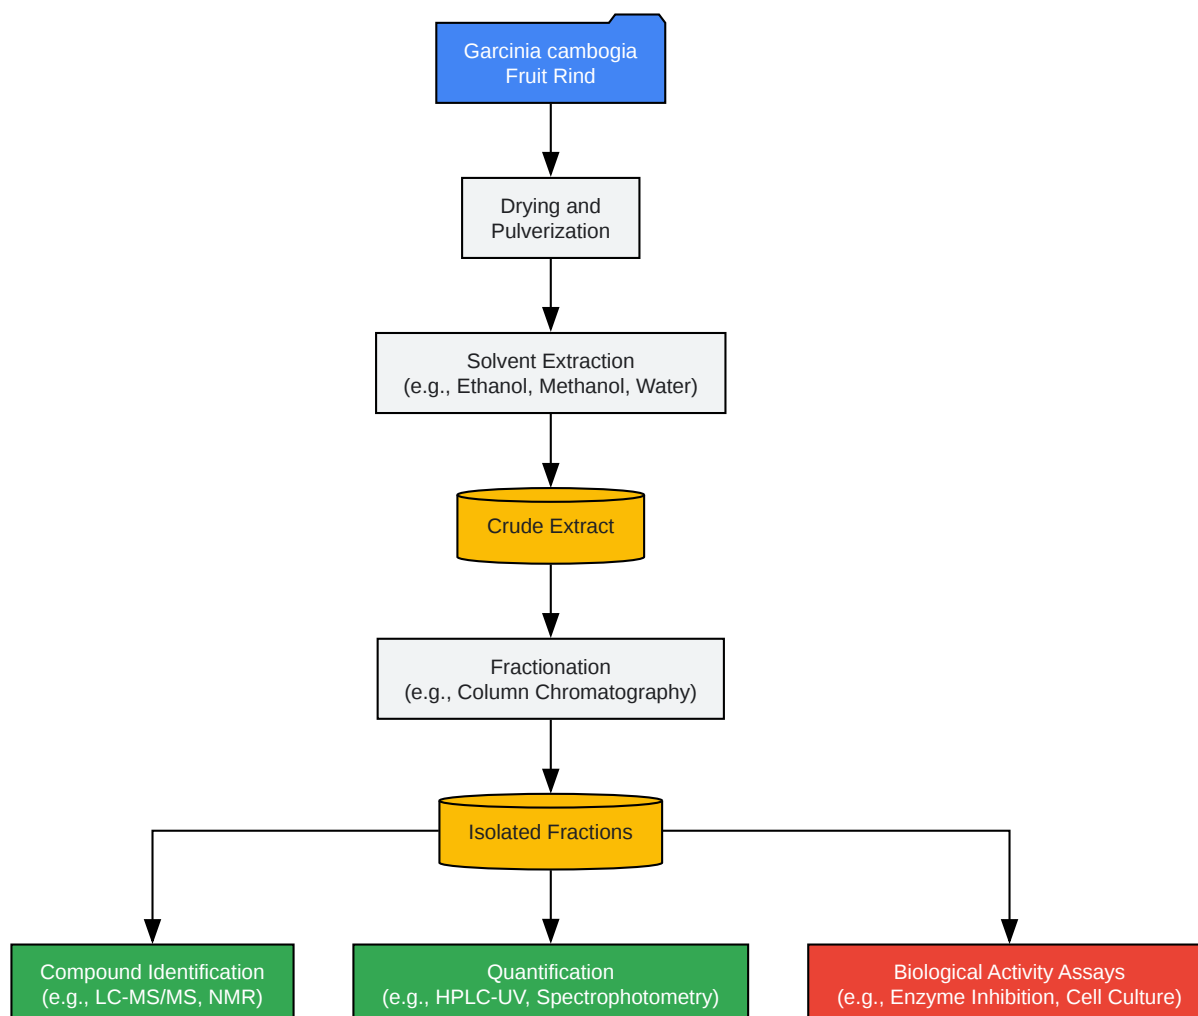 Garcinia cambogia
Fruit Rind
Drying and
Pulverization
Solvent Extraction
(e.g., Ethanol, Methanol, Water)
Crude Extract
Fractionation
(e.g., Column Chromatography)
Isolated Fractions
Compound Identification
(e.g., LC-MS/MS, NMR)
Quantification
(e.g., HPLC-UV, Spectrophotometry)
Biological Activity Assays
(e.g., Enzyme Inhibition, Cell Culture)